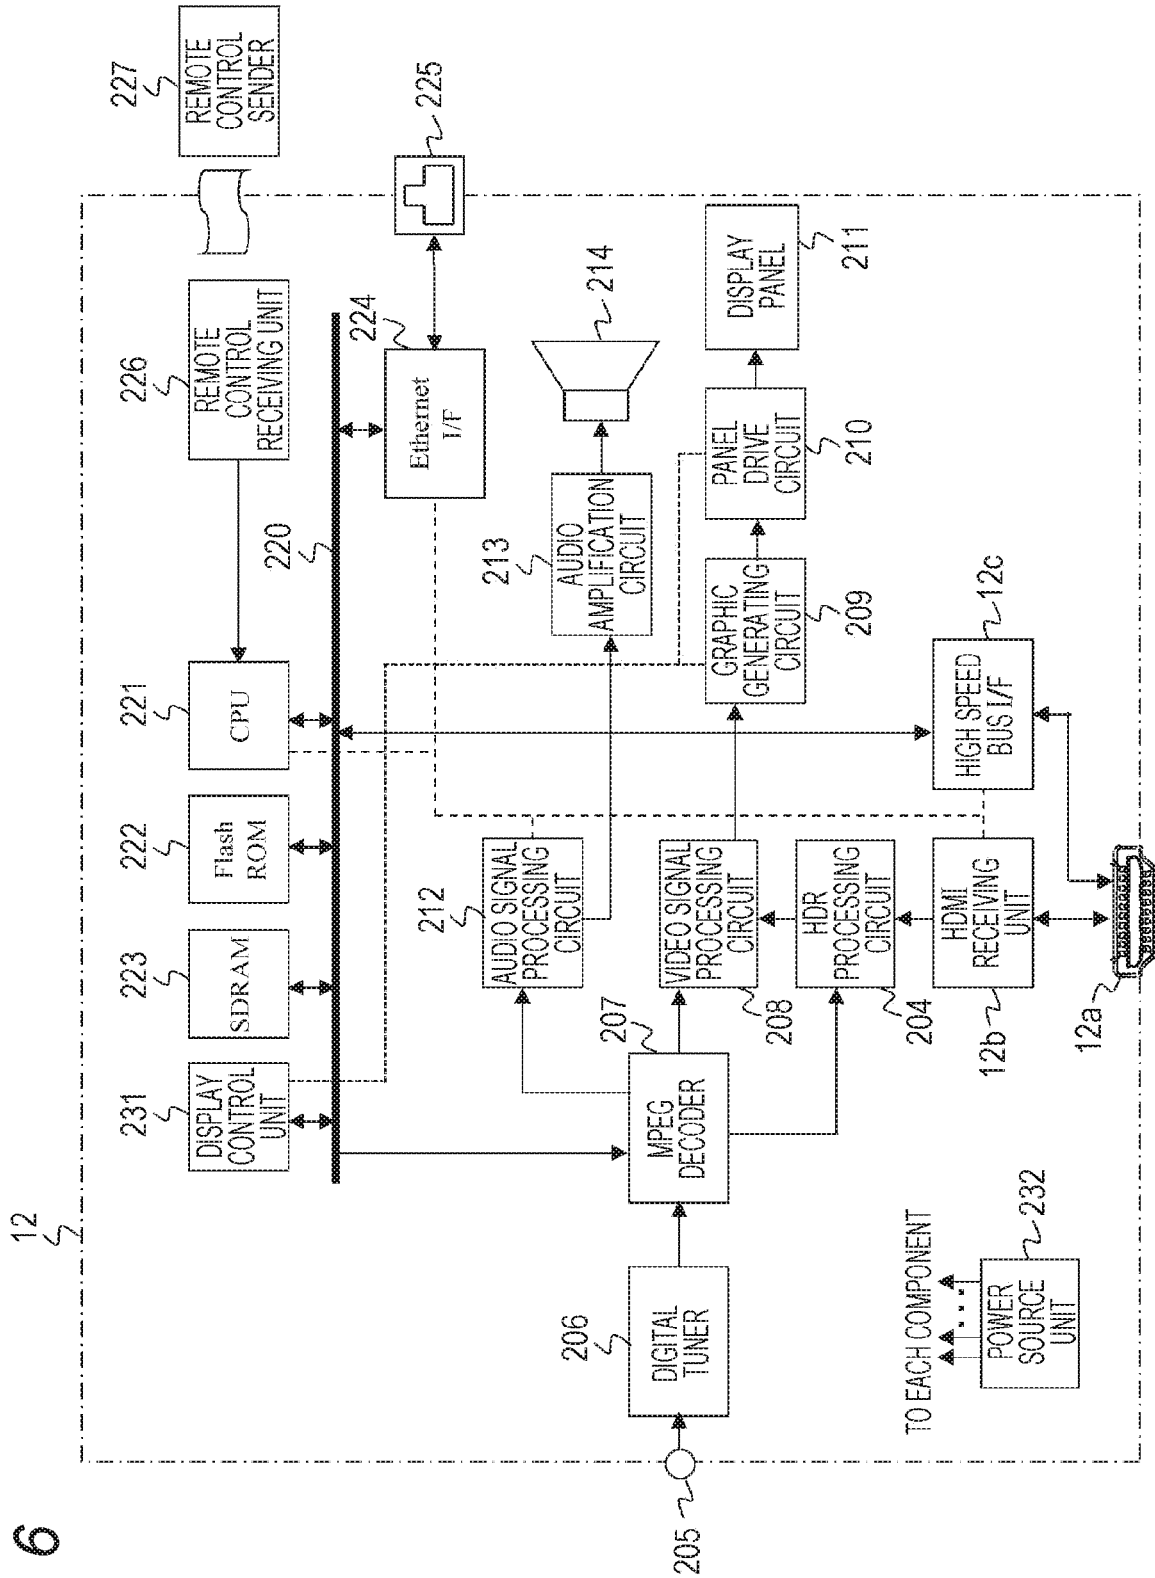 6
12
231
DISPLAY
CONTROL
UNIT
223
SDRAM
222
Flash
ROM
221
CPU
226
REMOTE
CONTROL
RECEIVING UNIT
227
REMOTE
CONTROL
SENDER
220
224
Ethernet
I/F
225
212
AUDIO SIGNAL
PROCESSING
CIRCUIT
213
AUDIO
AMPLIFICATION
CIRCUIT
214
205
206
DIGITAL
TUNER
207
MPEG
DECODER
VIDEO SIGNAL
PROCESSING
CIRCUIT
208
GRAPHIC
GENERATING
CIRCUIT
209
PANEL
DRIVE
CIRCUIT
210
DISPLAY
PANEL
211
HDR
PROCESSING
CIRCUIT
204
TO EACH COMPONENT
POWER
SOURCE
UNIT
232
HDMI
RECEIVING
UNIT
12b
HIGH SPEED
BUS I/F
12c
12a